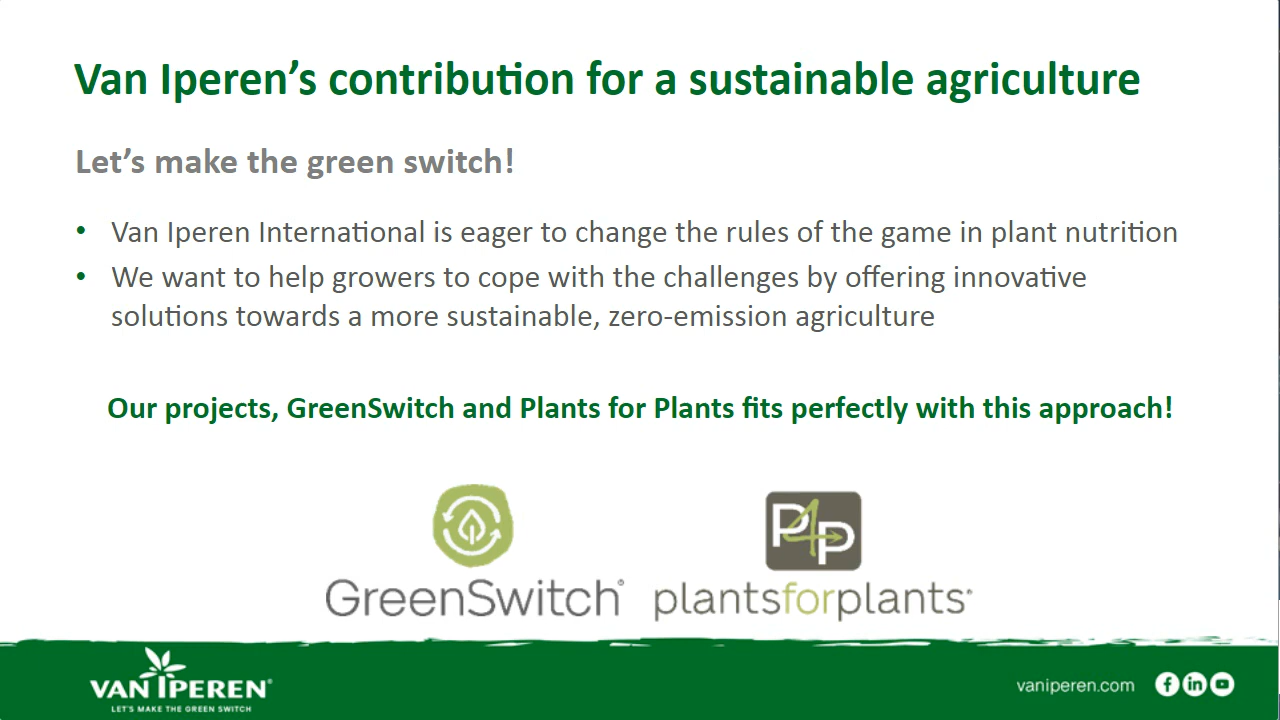 Van Iperen’s contribution for a sustainable agriculture
Let’s make the green switch!
• Van Iperen International is eager to change the rules of the game in plant nutrition
• We want to help growers to cope with the challenges by offering innovative
solutions towards a more sustainable, zero-emission agriculture
Our projects, GreenSwitch and Plants for Plants fits perfectly with this approach!
P4P
GreenSwitch®
plantsforplants®
VAN IPEREN®
LET'S MAKE THE GREEN SWITCH
vaniperen.com